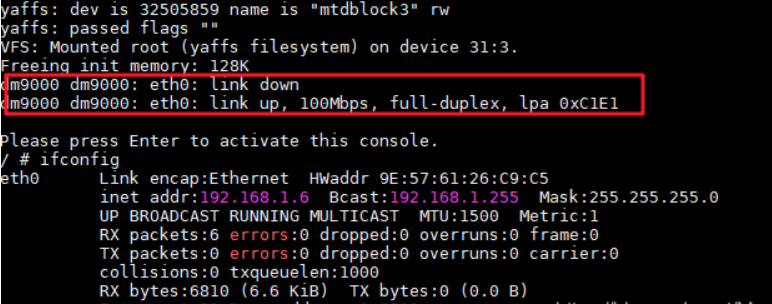 yaffs: dev is 32505859 name is "mtdblock3" rw
yaffs: passed flags ""
VFS: Mounted root (yaffs filesystem) on device 31:3.
Freeing init memory: 128K
dm9000 dm9000: eth0: link down
dm9000 dm9000: eth0: link up, 100Mbps, full-duplex, lpa 0xC1E1
Please press Enter to activate this console.
/ # ifconfig
eth0 Link encap:Ethernet HWaddr 9E:57:61:26:C9:C5
inet addr:192.168.1.6 Bcast:192.168.1.255 Mask:255.255.255.0
UP BROADCAST RUNNING MULTICAST MTU:1500 Metric:1
RX packets:6 errors:0 dropped:0 overruns:0 frame:0
TX packets:0 errors:0 dropped:0 overruns:0 carrier:0
collisions:0 txqueuelen:1000
RX bytes:6810 (6.6 KiB) TX bytes:0 (0.0 B)